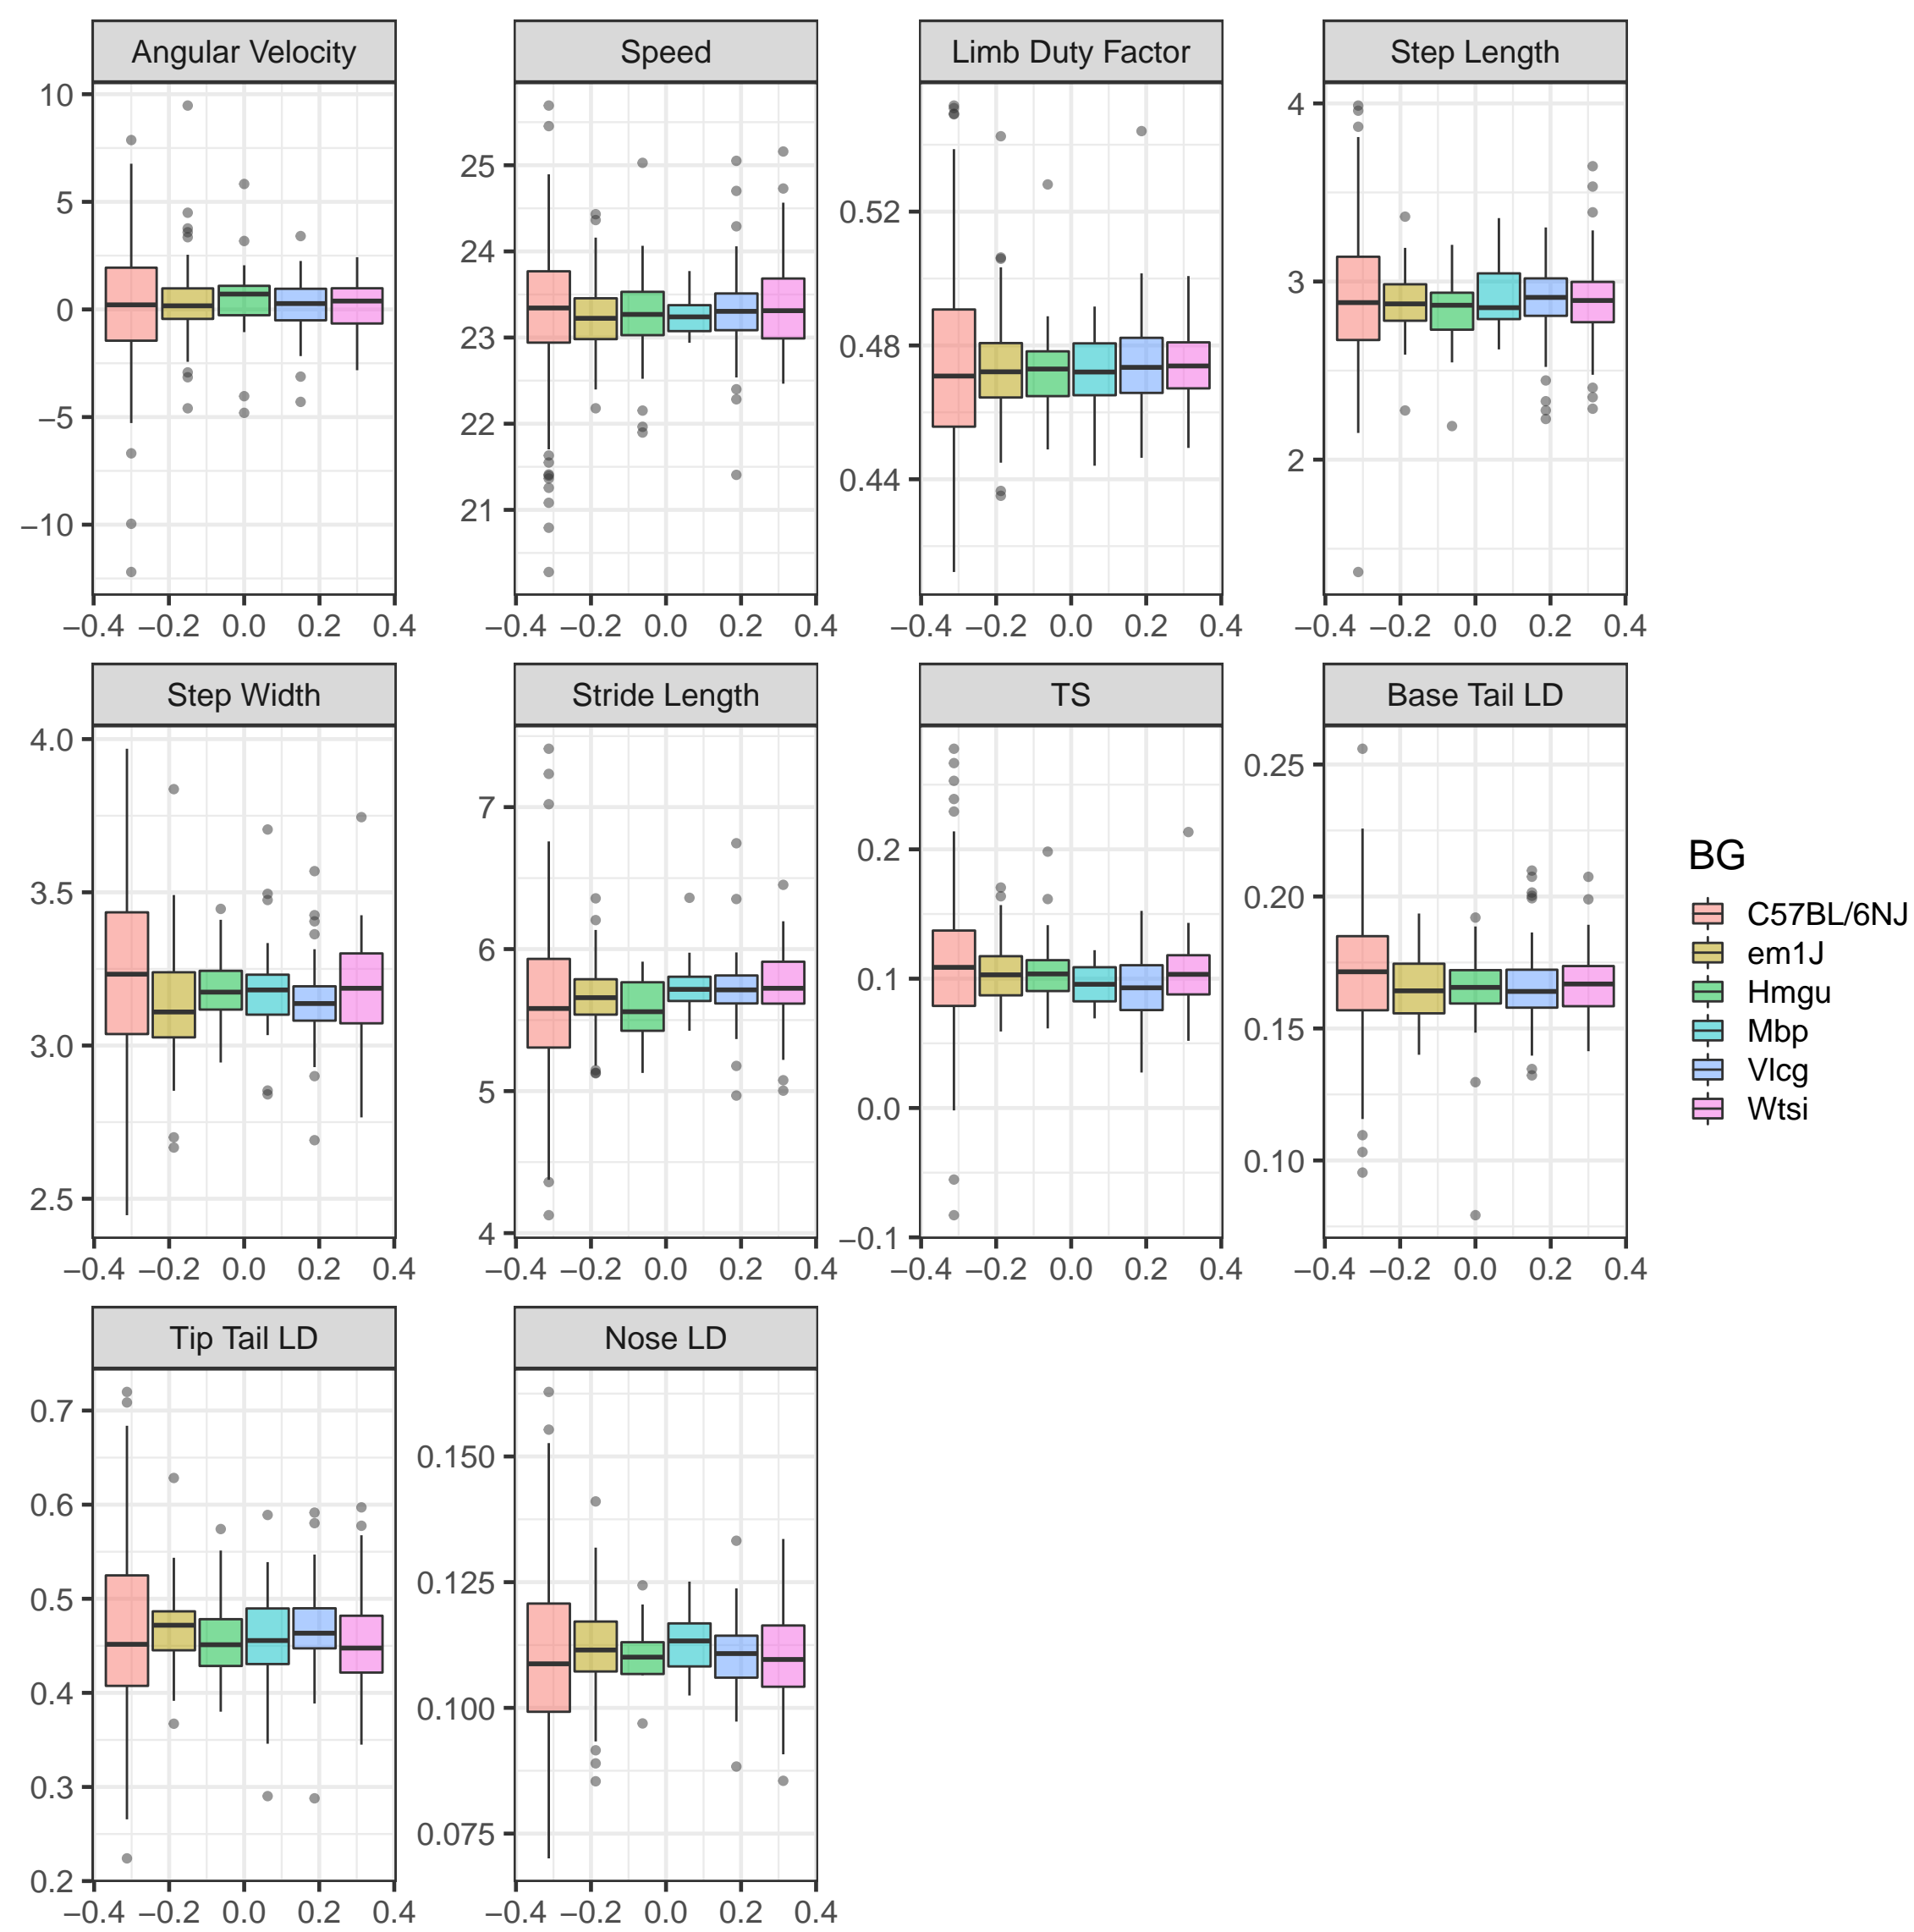 Angular Velocity
Speed
Limb Duty Factor
Step Length
10
5
0
−5
−10
25
24
23
22
21
0.52
0.48
0.44
4
3
2
−0.4 −0.2 0.0 0.2 0.4
−0.4 −0.2 0.0 0.2 0.4
−0.4 −0.2 0.0 0.2 0.4
−0.4 −0.2 0.0 0.2 0.4
Step Width
Stride Length
TS
Base Tail LD
4.0
3.5
3.0
2.5
7
6
5
4
0.2
0.1
0.0
−0.1
0.25
0.20
0.15
0.10
−0.4 −0.2 0.0 0.2 0.4
−0.4 −0.2 0.0 0.2 0.4
−0.4 −0.2 0.0 0.2 0.4
−0.4 −0.2 0.0 0.2 0.4
BG
C57BL/6NJ
em1J
Hmgu
Mbp
Vlcg
Wtsi
Tip Tail LD
Nose LD
0.7
0.6
0.5
0.4
0.3
0.2
0.150
0.125
0.100
0.075
−0.4 −0.2 0.0 0.2 0.4
−0.4 −0.2 0.0 0.2 0.4